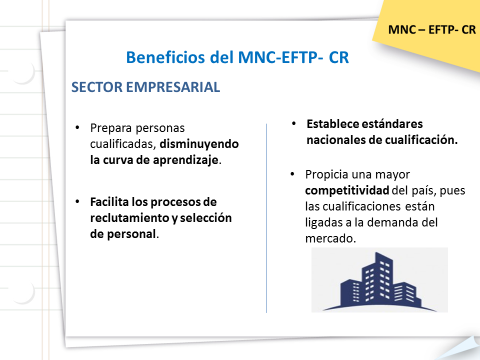 MNC – EFTP- CR
Beneficios del MNC-EFTP- CR
SECTOR EMPRESARIAL
• Prepara personas
cualificadas, disminuyendo
la curva de aprendizaje.
• Facilita los procesos de
reclutamiento y selección
de personal.
• Establece estándares
nacionales de cualificación.
• Propicia una mayor
competitividad del país, pues
las cualificaciones están
ligadas a la demanda del
mercado.